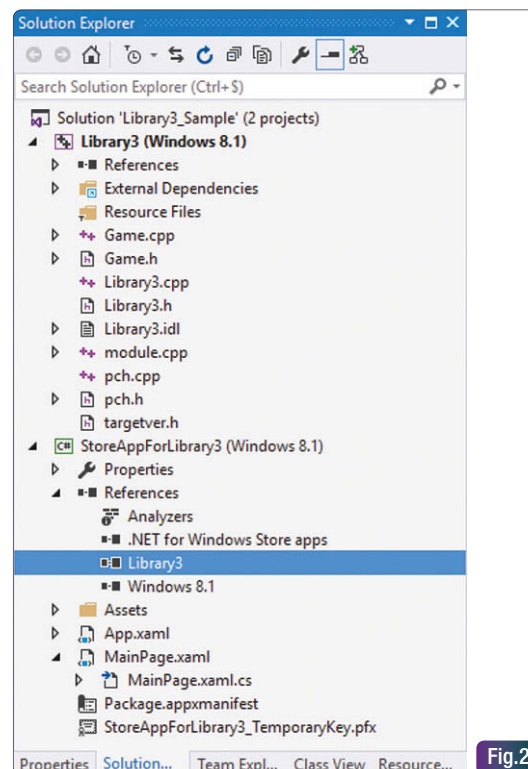 Solution Explorer
Search Solution Explorer (Ctrl+$)
Solution 'Library3_Sample' (2 projects)
Library3 (Windows 8.1)
References
External Dependencies
Resource Files
Game.cpp
Game.h
Library3.cpp
Library3.h
Library3.idl
module.cpp
pch.cpp
pch.h
targetver.h
C# StoreAppForLibrary3 (Windows 8.1)
Properties
References
Analyzers
.NET for Windows Store apps
Library3
Windows 8.1
Assets
App.xaml
MainPage.xaml
MainPage.xaml.cs
Package.appxmanifest
StoreAppForLibrary3_TemporaryKey.pfx
Properties Solution... Team Expl... Class View Resource...
Fig.2